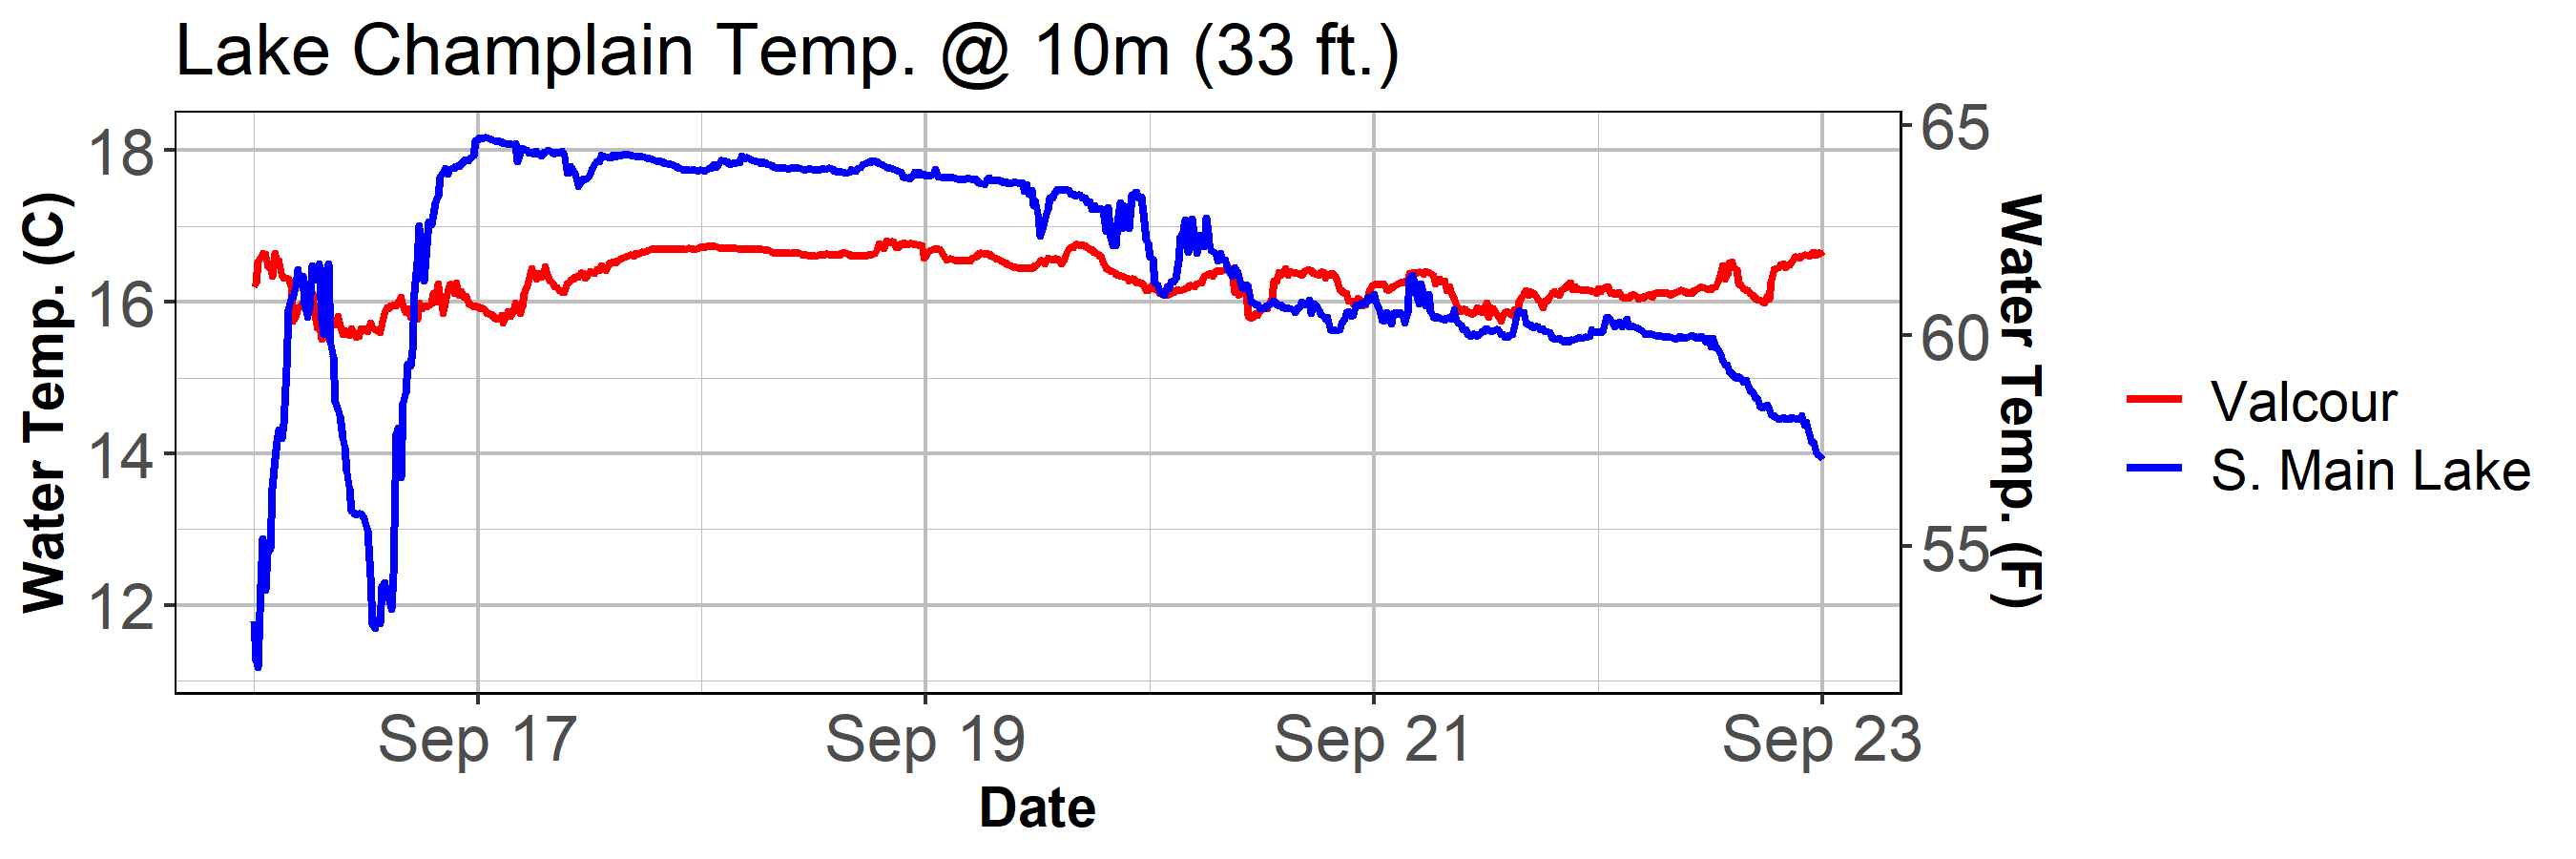 Lake Champlain Temp. @ 10m (33 ft.)
Water Temp. (C)
18
16
14
12
65
60
55
Water Temp. (F)
Sep 17
Sep 19
Sep 21
Sep 23
Date
Valcour
S. Main Lake